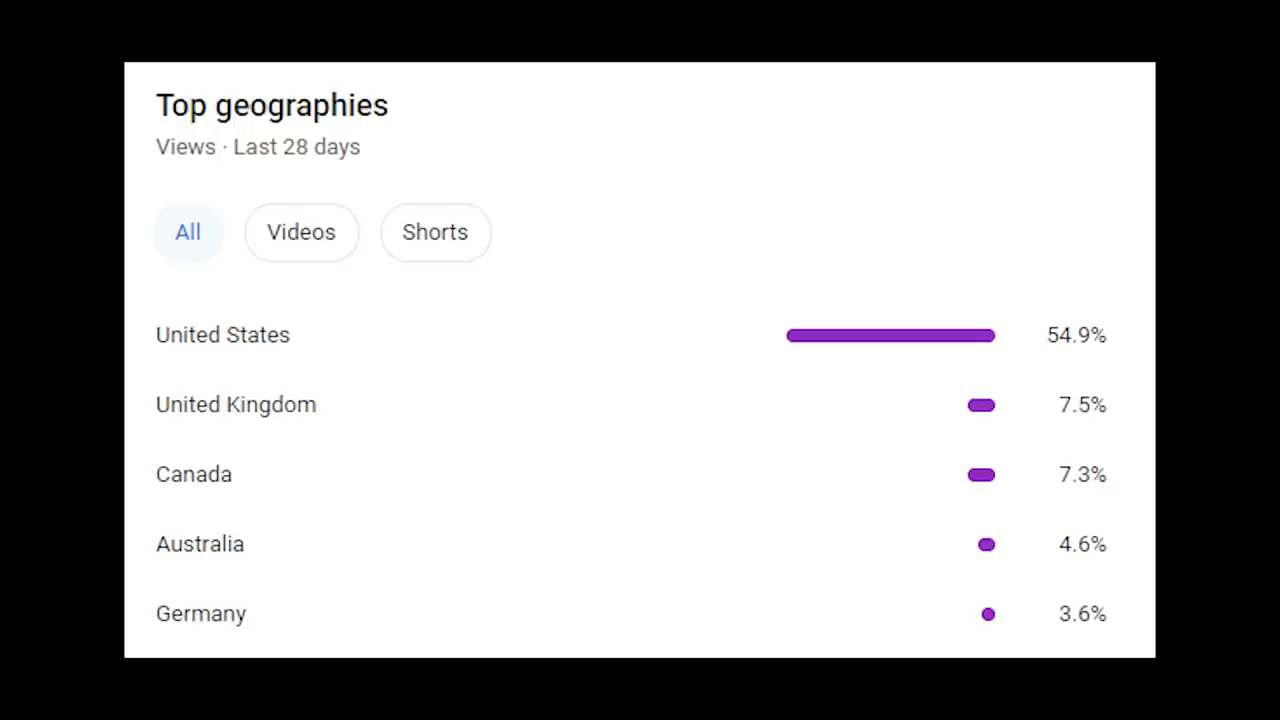 Top geographies
Views · Last 28 days
All Videos Shorts
United States 54.9%
United Kingdom 7.5%
Canada 7.3%
Australia 4.6%
Germany 3.6%